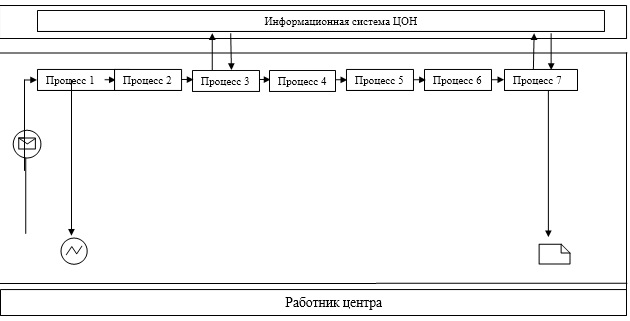 Информационная система ЦОН
Процесс 1
Процесс 2
Процесс 3
Процесс 4
Процесс 5
Процесс 6
Процесс 7
Работник центра